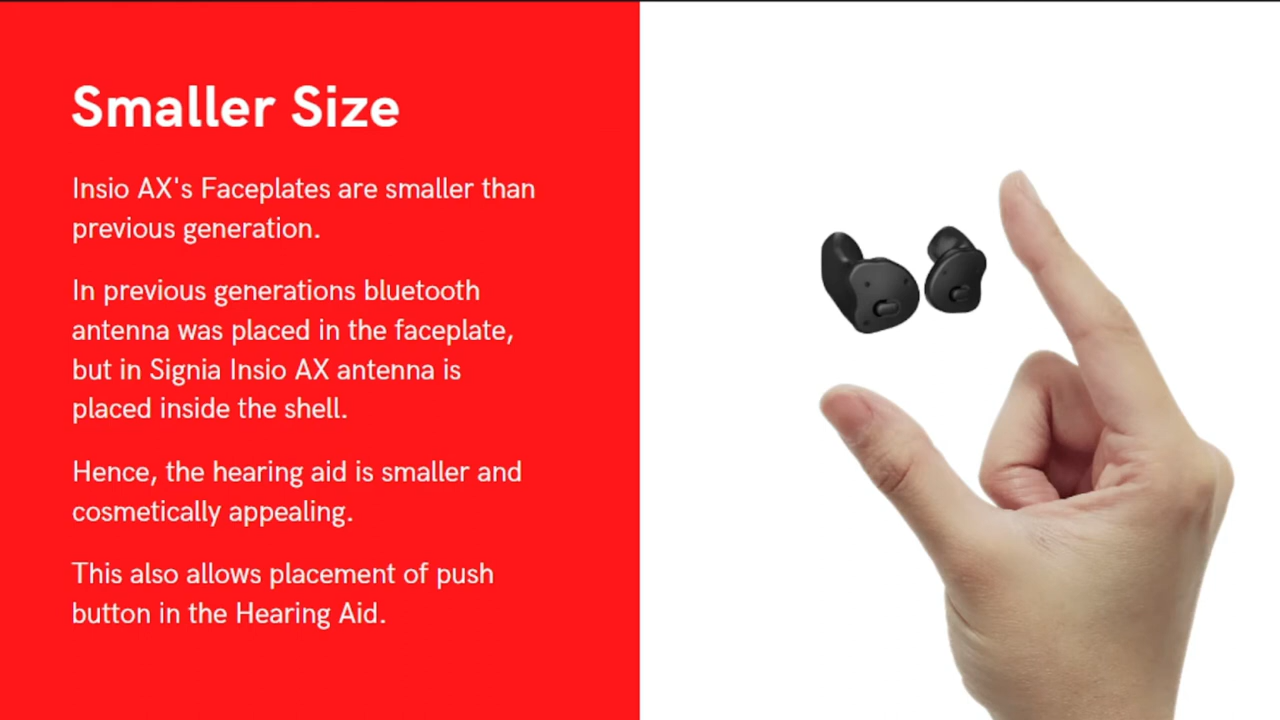 Smaller Size
Insio AX's Faceplates are smaller than
previous generation.
In previous generations bluetooth
antenna was placed in the faceplate,
but in Signia Insio AX antenna is
placed inside the shell.
Hence, the hearing aid is smaller and
cosmetically appealing.
This also allows placement of push
button in the Hearing Aid.